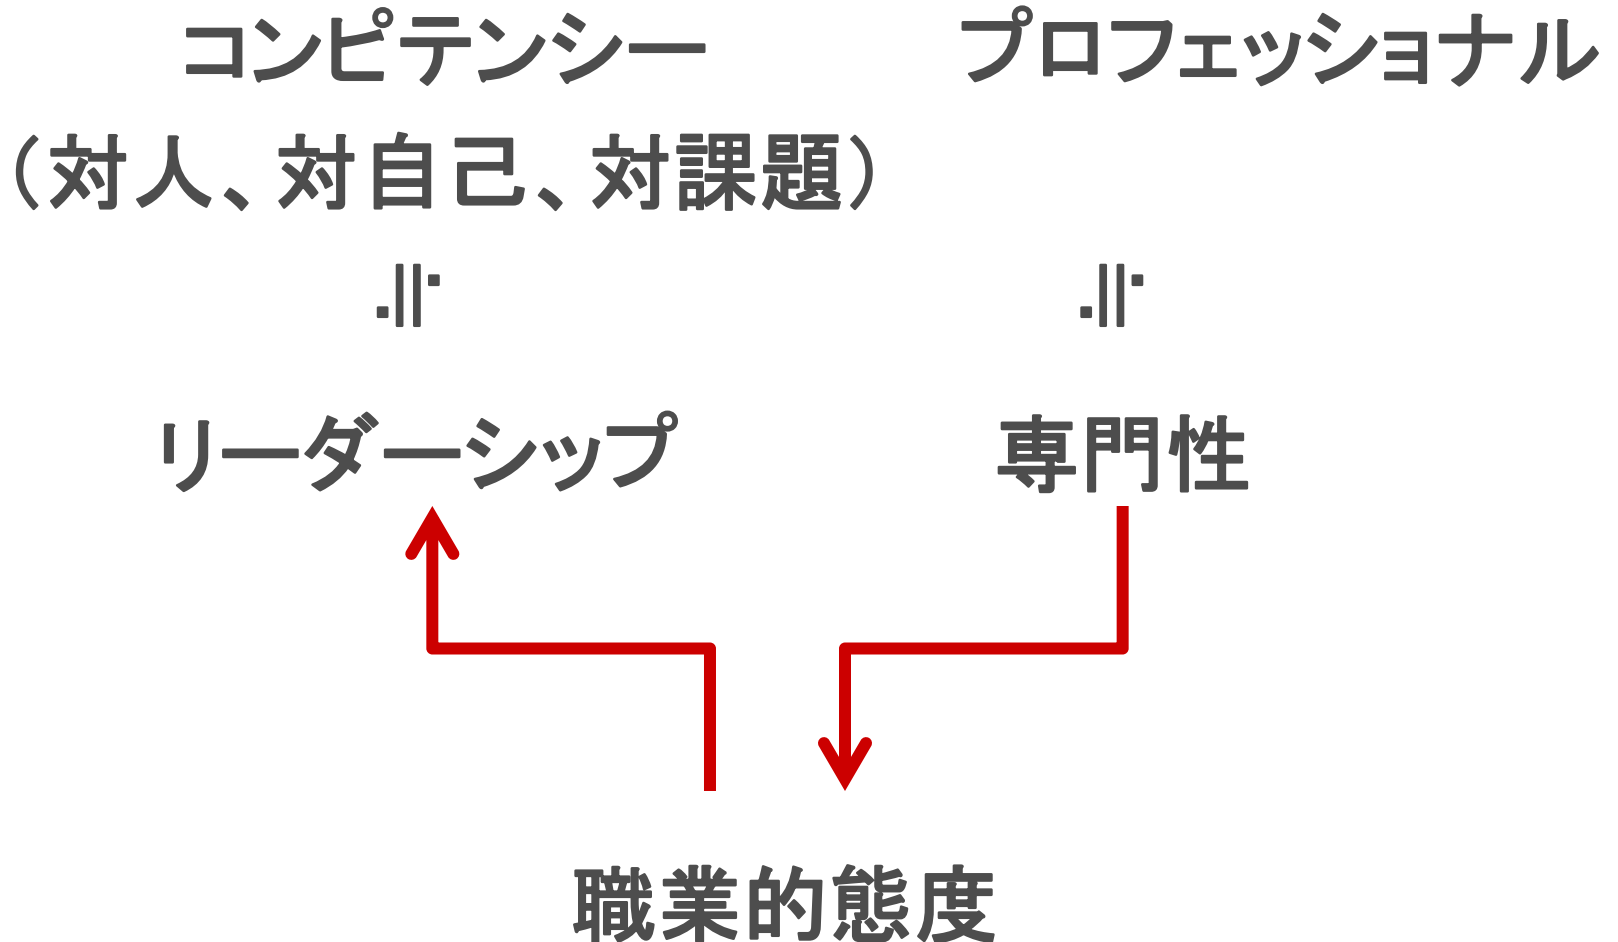 コンピテンシー
プロフェッショナル
（対人、対自己、対課題）
≒
≒
リーダーシップ
専門性
職業的態度